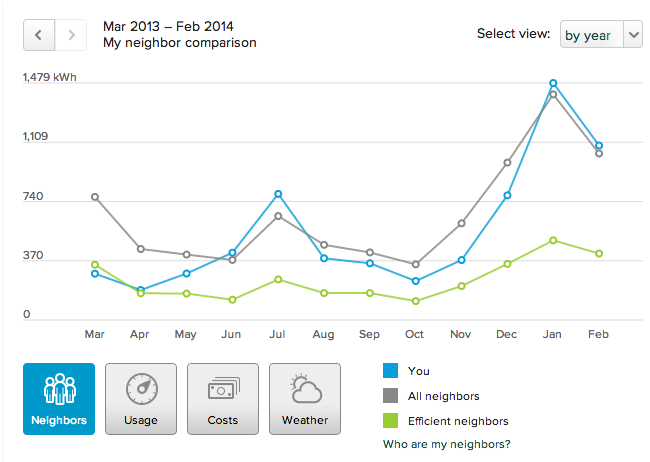 Mar 2013 – Feb 2014
My neighbor comparison
Select view: by year
1,479 kWh
1,109
740
370
0
Mar Apr May Jun Jul Aug Sep Oct Nov Dec Jan Feb
Neighbors Usage Costs Weather
You
All neighbors
Efficient neighbors
Who are my neighbors?